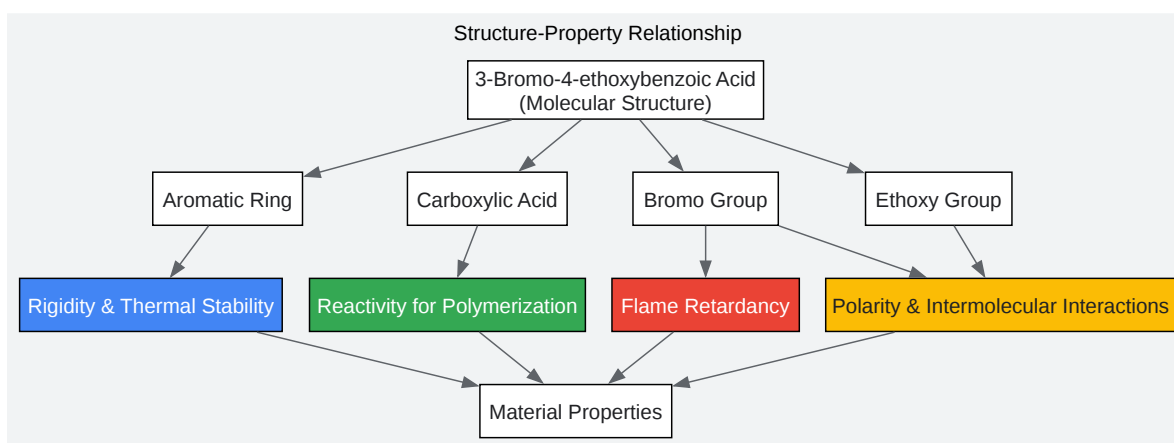 Structure-Property Relationship
3-Bromo-4-ethoxybenzoic Acid
(Molecular Structure)
Aromatic Ring
Carboxylic Acid
Bromo Group
Ethoxy Group
Rigidity & Thermal Stability
Reactivity for Polymerization
Flame Retardancy
Polarity & Intermolecular Interactions
Material Properties